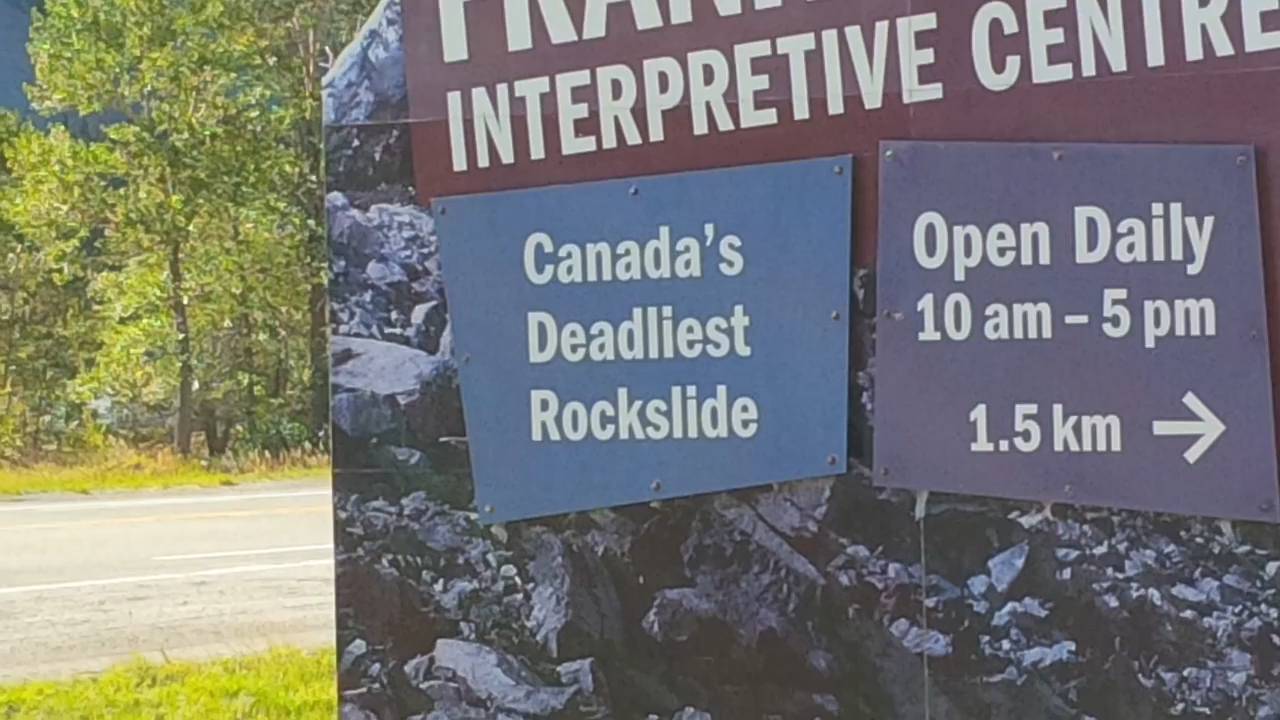 INTERPRETIVE CENTRE
Canada's
Deadliest
Rockslide
Open Daily
10 am – 5 pm
1.5 km →